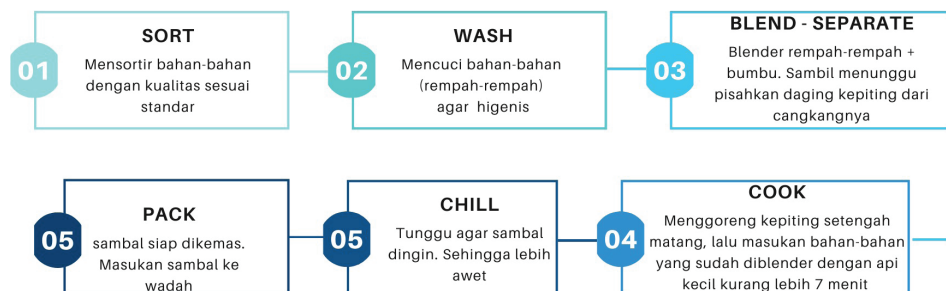 01
SORT
Mensortir bahan-bahan
dengan kualitas sesuai
standar
02
WASH
Mencuci bahan-bahan
(rempah-rempah)
agar higenis
03
BLEND - SEPARATE
Blender rempah-rempah +
bumbu. Sambil menunggu
pisahkan daging kepiting dari
cangkangnya
04
COOK
Menggoreng kepiting setengah
matang, lalu masukan bahan-bahan
yang sudah diblender dengan api
kecil kurang lebih 7 menit
05
CHILL
Tunggu agar sambal
dingin. Sehingga lebih
awet
05
PACK
sambal siap dikemas.
Masukan sambal ke
wadah